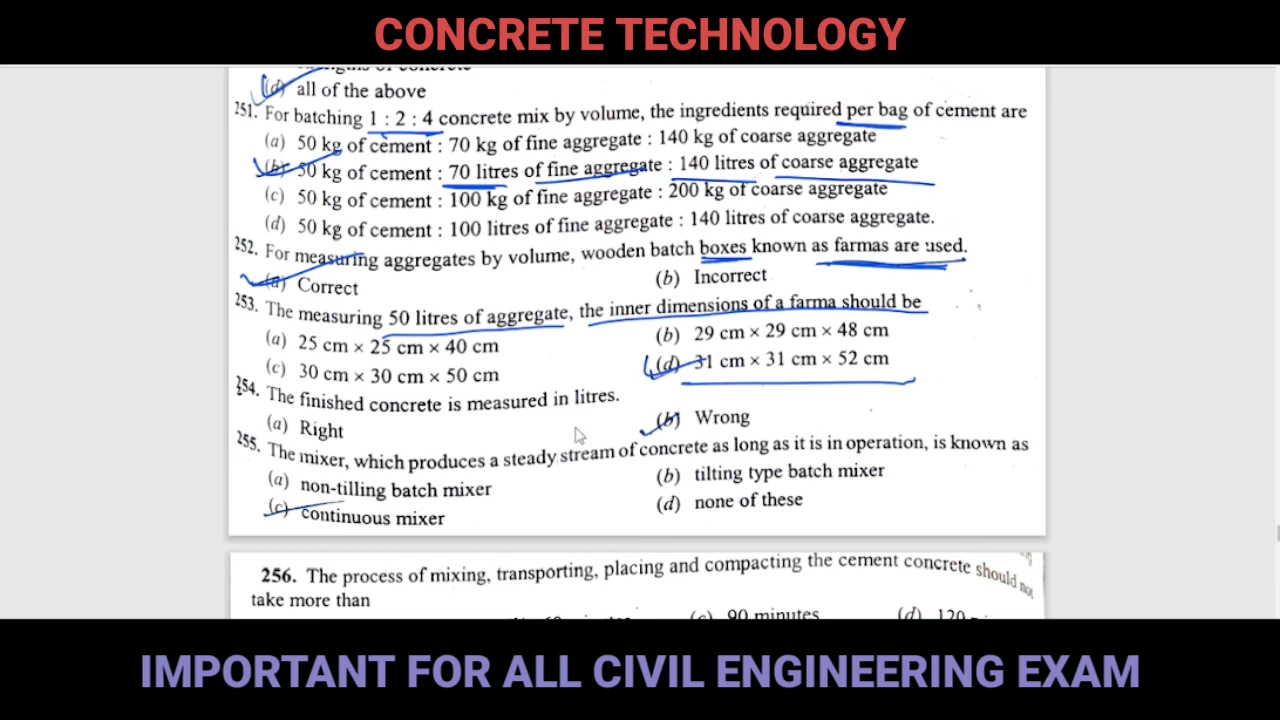 CONCRETE TECHNOLOGY
of concrete
(d) all of the above
251. For batching 1 : 2 : 4 concrete mix by volume, the ingredients required per bag of cement are
(a) 50 kg of cement : 70 kg of fine aggregate : 140 kg of coarse aggregate
(b) 50 kg of cement : 70 litres of fine aggregate : 140 litres of coarse aggregate
(c) 50 kg of cement : 100 kg of fine aggregate : 200 kg of coarse aggregate
(d) 50 kg of cement : 100 litres of fine aggregate : 140 litres of coarse aggregate.
252. For measuring aggregates by volume, wooden batch boxes known as farmas are used.
(a) Correct (b) Incorrect
253. The measuring 50 litres of aggregate, the inner dimensions of a farma should be
(a) 25 cm × 25 cm × 40 cm (b) 29 cm × 29 cm × 48 cm
(c) 30 cm × 30 cm × 50 cm (d) 31 cm × 31 cm × 52 cm
254. The finished concrete is measured in litres.
(a) Right (b) Wrong
255. The mixer, which produces a steady stream of concrete as long as it is in operation, is known as
(a) non-tilling batch mixer (b) tilting type batch mixer
(c) continuous mixer (d) none of these
256. The process of mixing, transporting, placing and compacting the cement concrete should not
take more than
(c) 90 minutes (d) 120
IMPORTANT FOR ALL CIVIL ENGINEERING EXAM